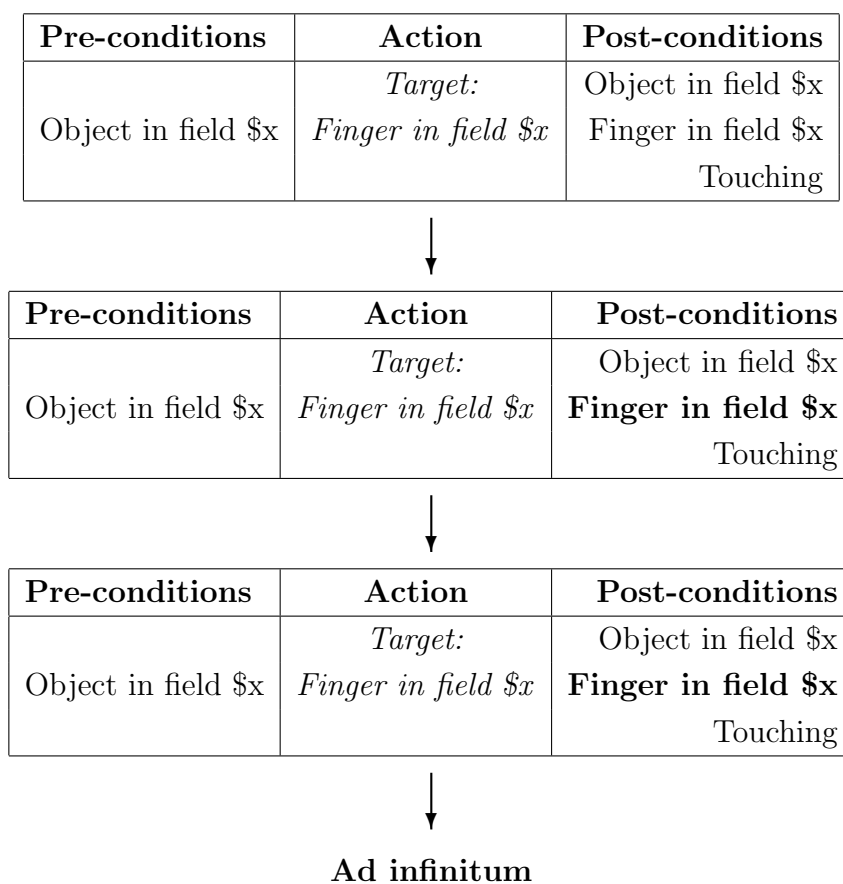 Pre-conditions Action Post-conditions
Target: Object in field $x
Object in field $x Finger in field $x Finger in field $x
Touching
Pre-conditions Action Post-conditions
Target: Object in field $x
Object in field $x Finger in field $x Finger in field $x
Touching
Pre-conditions Action Post-conditions
Target: Object in field $x
Object in field $x Finger in field $x Finger in field $x
Touching
Ad infinitum